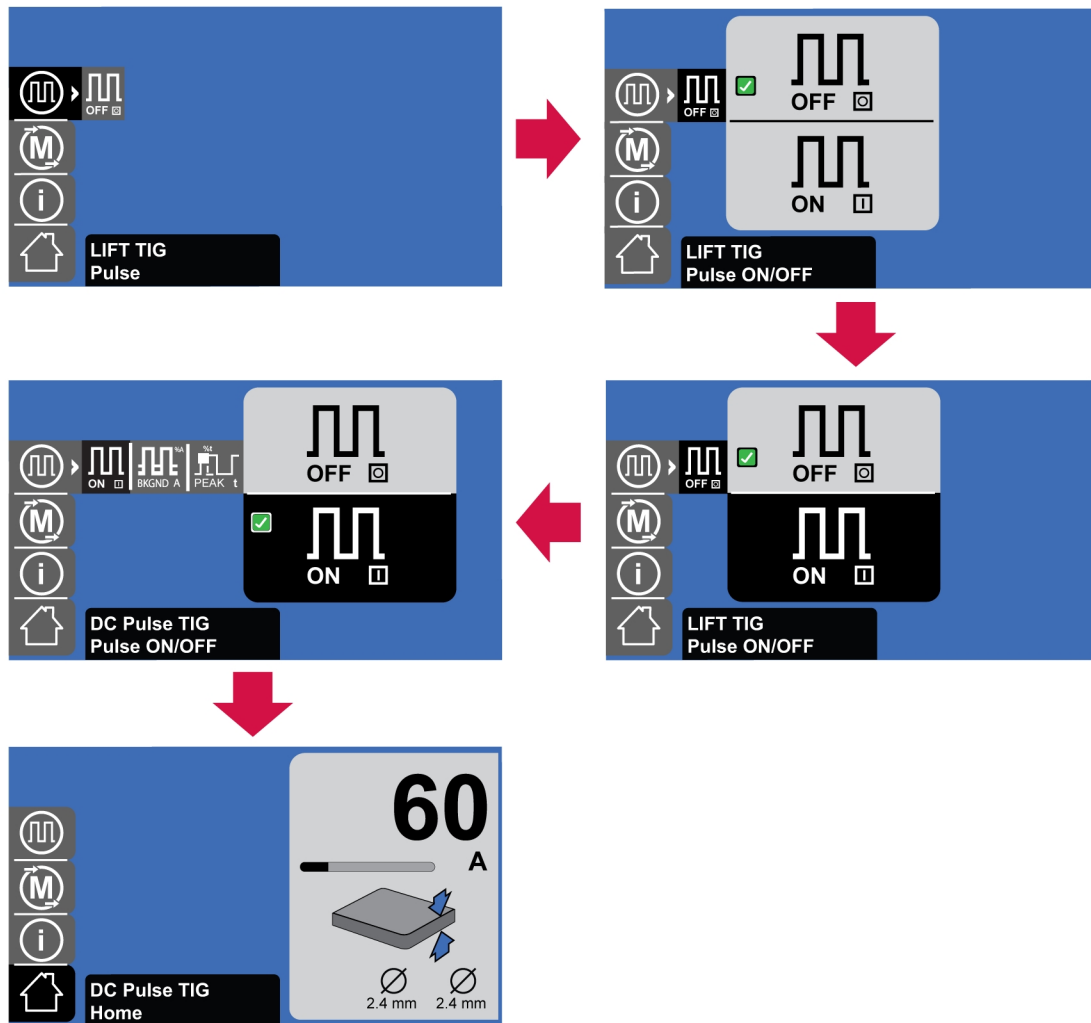 OFF
LIFT TIG
Pulse
OFF
OFF
ON
LIFT TIG
Pulse ON/OFF
OFF
OFF
ON
LIFT TIG
Pulse ON/OFF
ON
%A
BKGND A
%t
PEAK t
OFF
ON
DC Pulse TIG
Pulse ON/OFF
60
A
M
i
2.4 mm 2.4 mm
DC Pulse TIG
Home